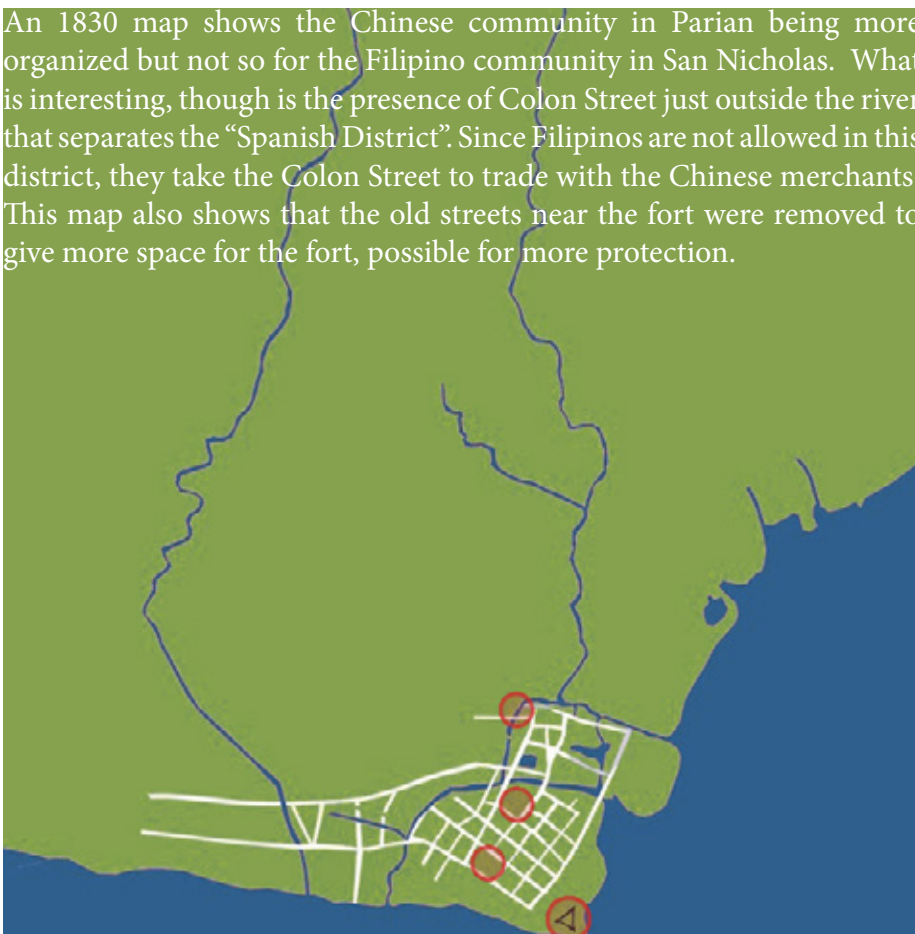 An 1830 map shows the Chinese community in Parian being more
organized but not so for the Filipino community in San Nicholas. What
is interesting, though is the presence of Colon Street just outside the river
that separates the “Spanish District”. Since Filipinos are not allowed in this
district, they take the Colon Street to trade with the Chinese merchants
This map also shows that the old streets near the fort were removed to
give more space for the fort, possible for more protection.